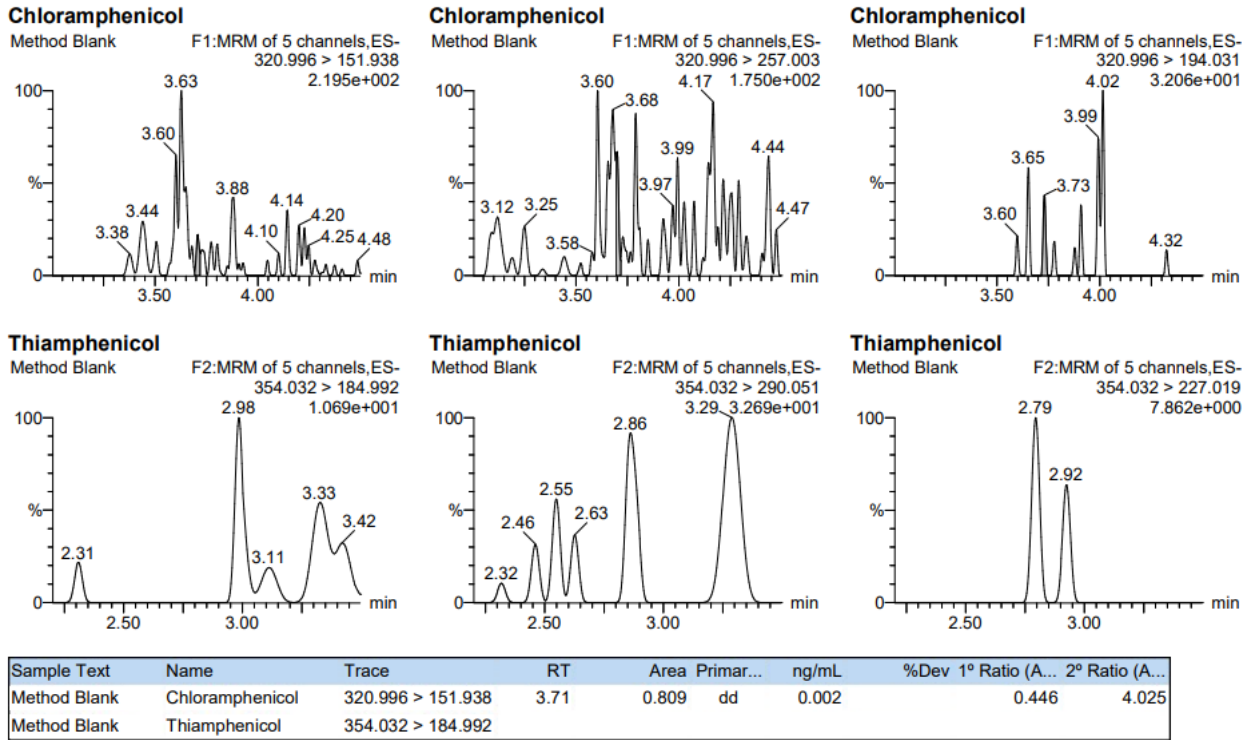 Chloramphenicol
Method Blank F1:MRM of 5 channels,ES-
320.996 > 151.938
2.195e+002
100
%
0
3.38
3.44
3.60
3.63
3.88
4.10
4.14
4.20
4.25
4.48
3.50 4.00 min
Chloramphenicol
Method Blank F1:MRM of 5 channels,ES-
320.996 > 257.003
1.750e+002
100
%
0
3.12
3.25
3.58
3.60
3.68
3.97
3.99
4.17
4.44
4.47
3.50 4.00 min
Chloramphenicol
Method Blank F1:MRM of 5 channels,ES-
320.996 > 194.031
3.206e+001
100
%
0
3.60
3.65
3.73
3.99
4.02
4.32
3.50 4.00 min
Thiamphenicol
Method Blank F2:MRM of 5 channels,ES-
354.032 > 184.992
1.069e+001
100
%
0
2.31
2.98
3.11
3.33
3.42
2.50 3.00 min
Thiamphenicol
Method Blank F2:MRM of 5 channels,ES-
354.032 > 290.051
3.29 3.269e+001
100
%
0
2.32
2.46
2.55
2.63
2.86
2.50 3.00 min
Thiamphenicol
Method Blank F2:MRM of 5 channels,ES-
354.032 > 227.019
7.862e+000
100
%
0
2.79
2.92
2.50 3.00 min
Sample Text Name Trace RT Area Primar... ng/mL %Dev 1º Ratio (A... 2º Ratio (A...
Method Blank Chloramphenicol 320.996 > 151.938 3.71 0.809 dd 0.002 0.446 4.025
Method Blank Thiamphenicol 354.032 > 184.992